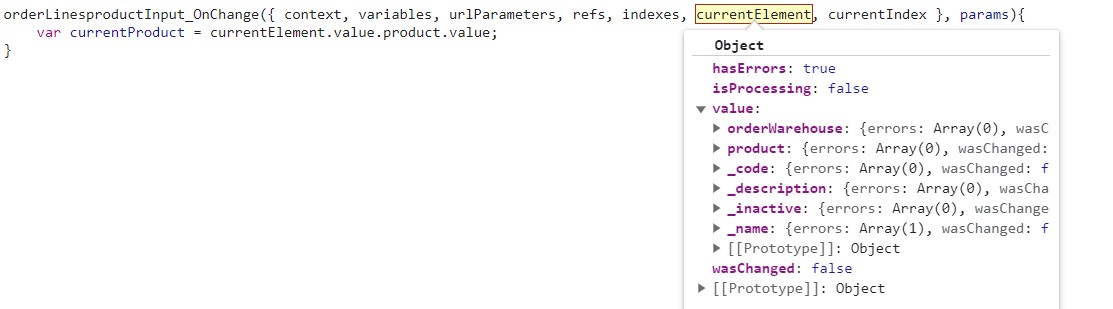 orderLinesproductInput_OnChange({ context, variables, urlParameters, refs, indexes, currentElement, currentIndex }, params){
var currentProduct = currentElement.value.product.value;
}
Object
hasErrors: true
isProcessing: false
▼ value:
▶ orderWarehouse: {errors: Array(0), wasC
▶ product: {errors: Array(0), wasChanged:
▶ _code: {errors: Array(0), wasChanged: f
▶ _description: {errors: Array(0), wasCha
▶ _inactive: {errors: Array(0), wasChange
▶ _name: {errors: Array(1), wasChanged: f
▶ [[Prototype]]: Object
wasChanged: false
▶ [[Prototype]]: Object